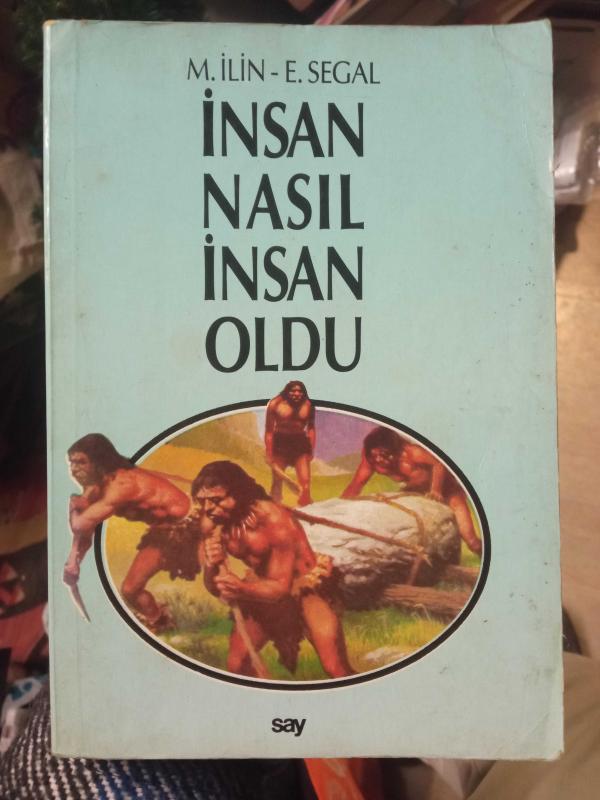 M. İLİN - E. SEGAL
İNSAN
NASIL
İNSAN
OLDU
say